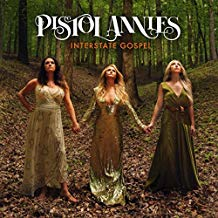 PISTOL ANNIES
INTERSTATE GOSPEL